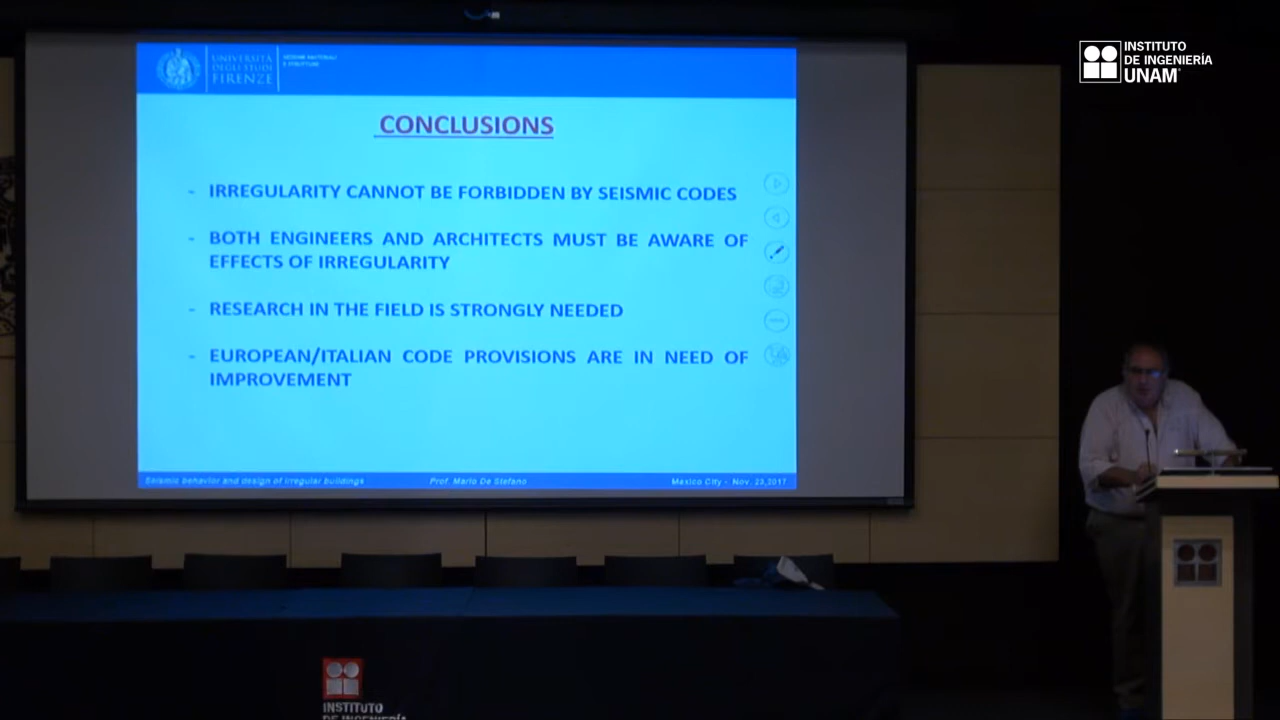 INSTITUTO
DE INGENIERÍA
UNAM
UNIVERSITÀ
DEGLI STUDI
FIRENZE
CONCLUSIONS
- IRREGULARITY CANNOT BE FORBIDDEN BY SEISMIC CODES
- BOTH ENGINEERS AND ARCHITECTS MUST BE AWARE OF
EFFECTS OF IRREGULARITY
- RESEARCH IN THE FIELD IS STRONGLY NEEDED
- EUROPEAN/ITALIAN CODE PROVISIONS ARE IN NEED OF
IMPROVEMENT
Seismic behavior and design of irregular buildings Prof. Mario De Stefano Mexico City - Nov. 23,2017
INSTITUTO
DE INGENIERÍA